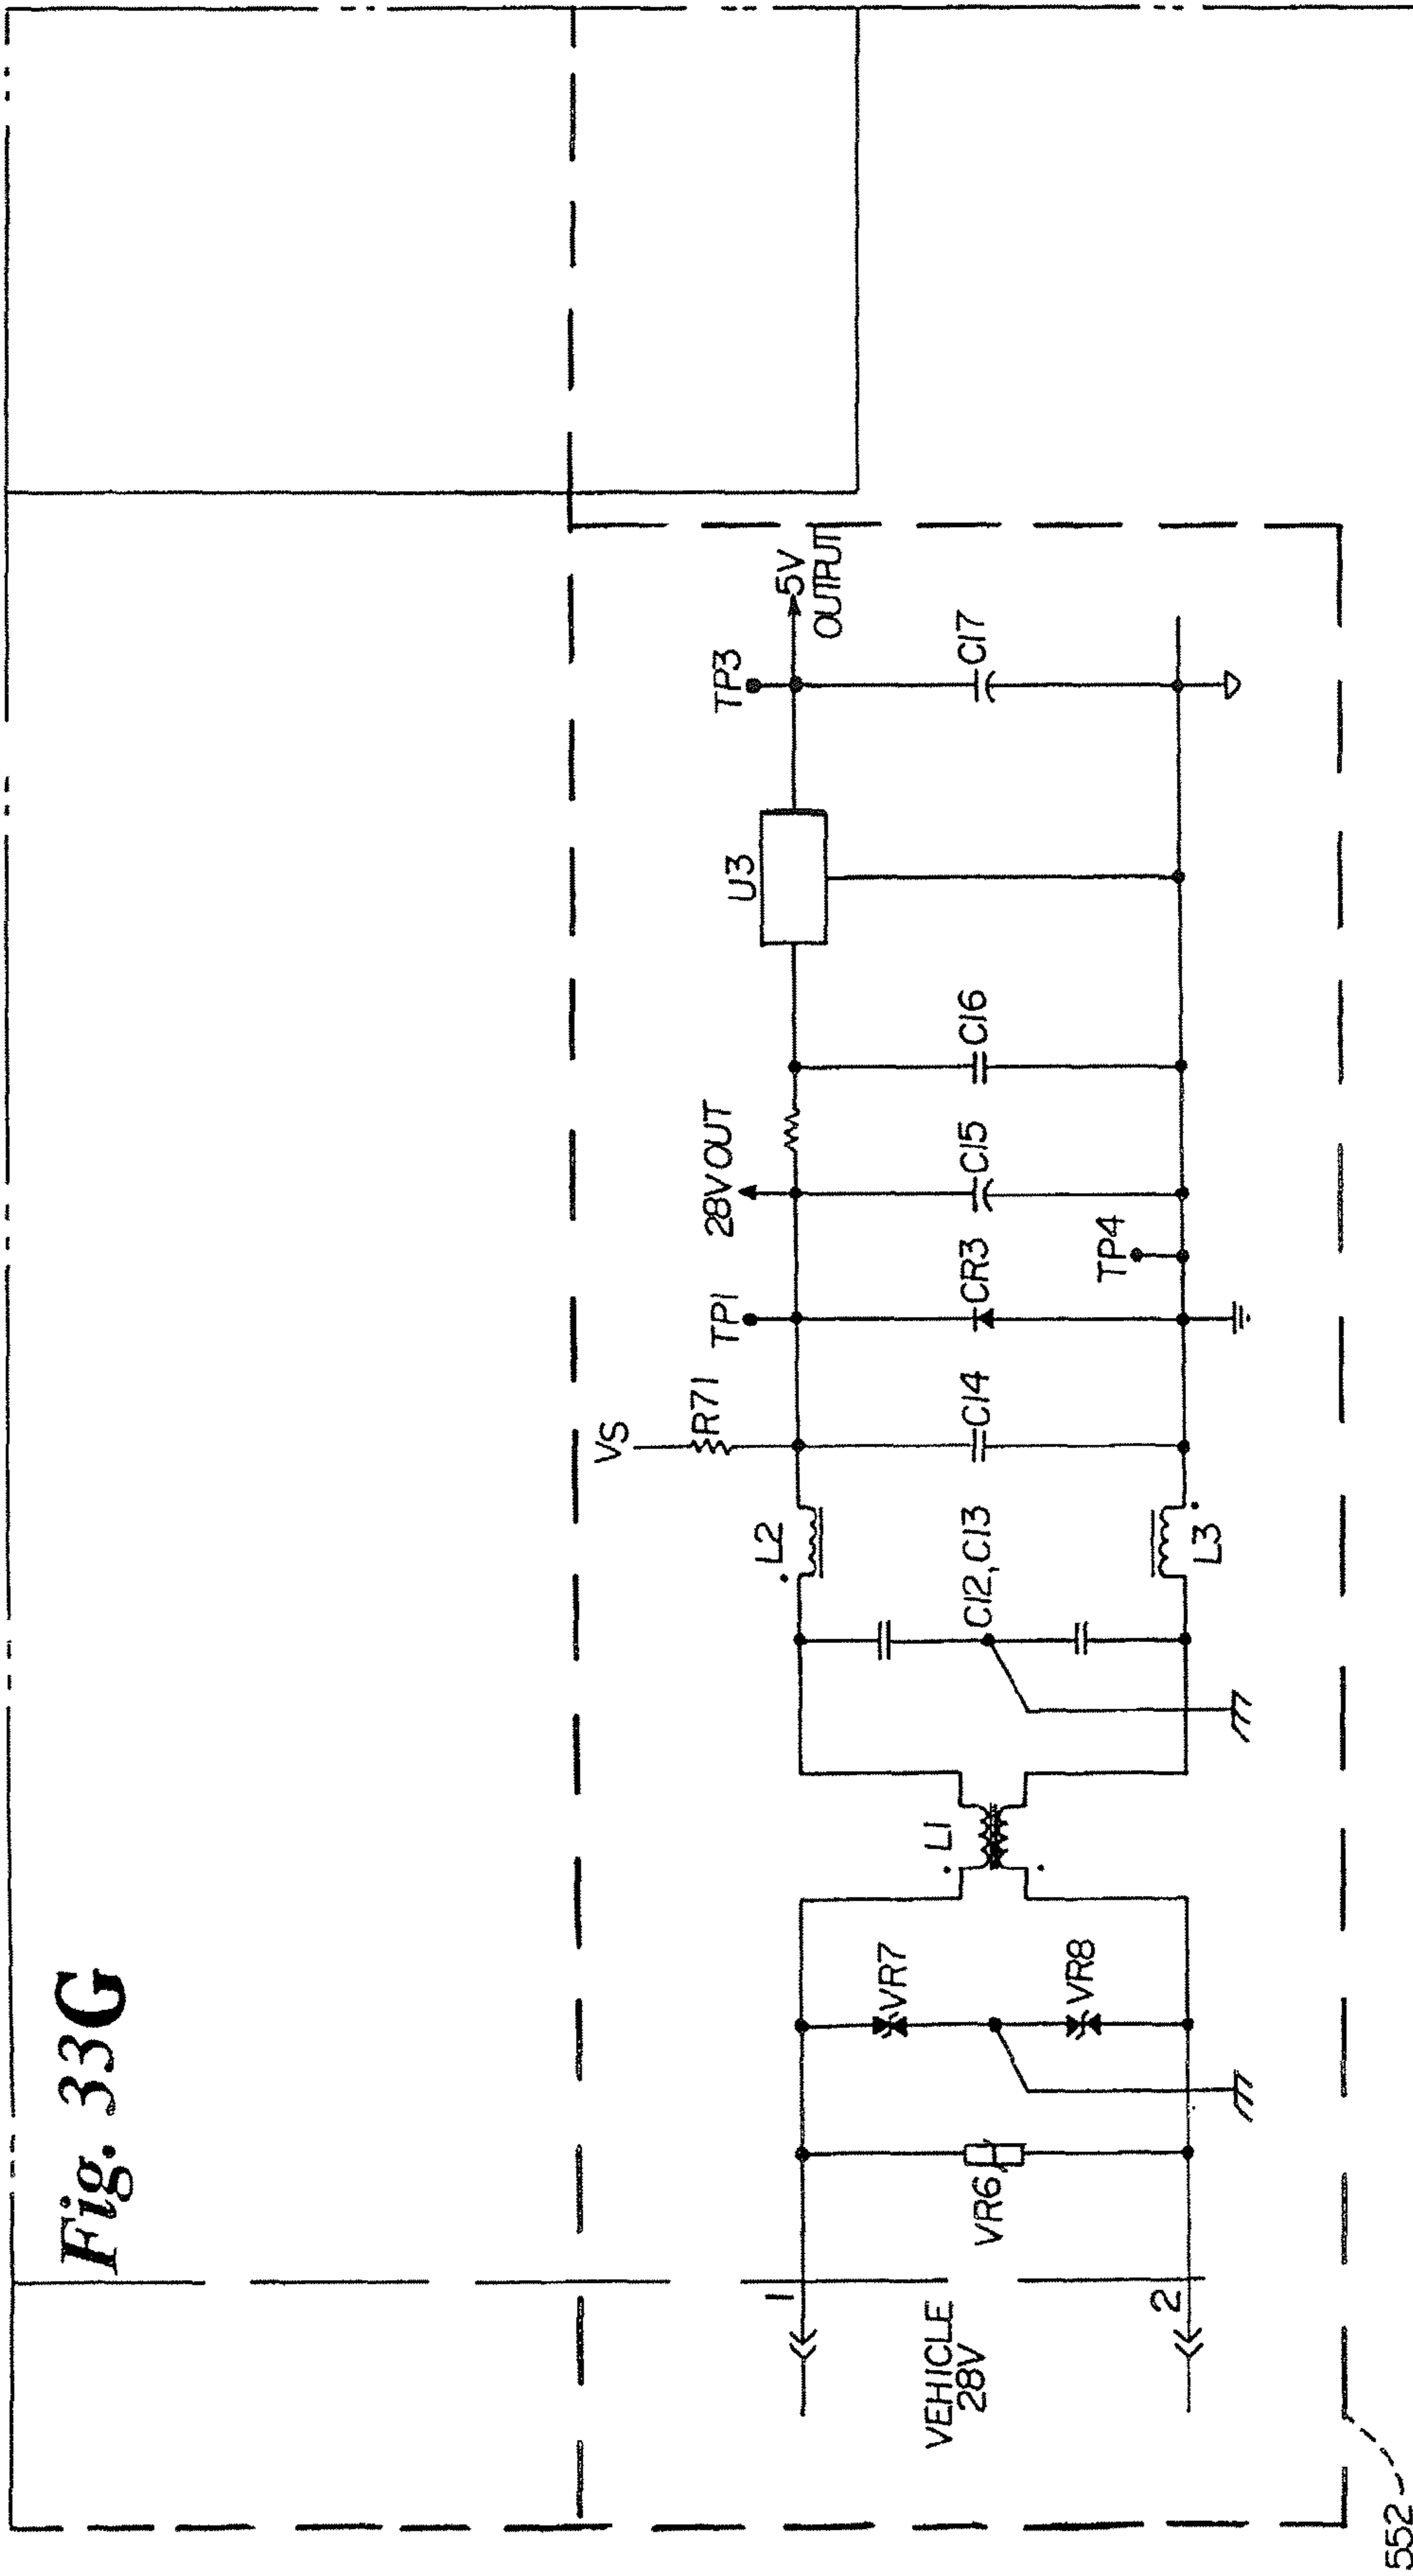 Fig. 33G
VS
R71
TP1
28V OUT
U3
TP3
5V
OUTPUT
L2
1
VEHICLE
28V
2
VR6
VR7
VR8
L1
C12, C13
C14
CR3
C15
C16
C17
TP4
L3
552